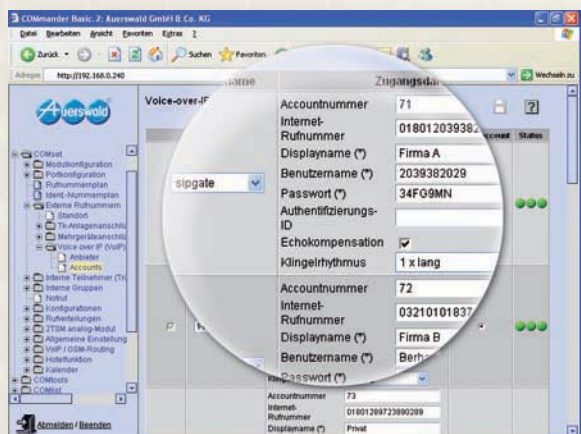 COMmander Basic.2: Auerswald GmbH & Co. KG
Datei Bearbeiten Ansicht Favoriten Extras ?
Zurück Suchen Favoriten
Adresse http://192.168.0.240 Wechseln zu
Auerswald
Voice-over-IP
name Zugangsdaten
Account Status
COMset
Modulkonfiguration
Portkonfiguration
Rufnummernplan
Ident.-Nummernplan
Externe Rufnummern
Standort
Tk-Anlagenanschlü
Mehrgeräteanschlü
Voice over IP (VoIP)
Anbieter
Accounts
Interne Teilnehmer (Tn
Interne Gruppen
Notruf
Konfigurationen
Rufverteilungen
2TSM analog-Modul
Allgemeine Einstellung
VoIP / GSM-Routing
Hotelfunktion
Kalender
COMtools
COMlist
Abmelden / Beenden
sipgate
Accountnummer 71
Internet-
Rufnummer 018012039382
Displayname (*) Firma A
Benutzername (*) 2039382029
Passwort (*) 34FG9MN
Authentifizierungs-
ID
Echokompensation
Klingelrhythmus 1 x lang
Accountnummer 72
Internet-
Rufnummer 03210101837
Displayname (*) Firma B
Benutzername (*) Berha
Passwort (*)
Accountnummer 73
Internet-
Rufnummer 01801289723890289
Displayname (*) Privat